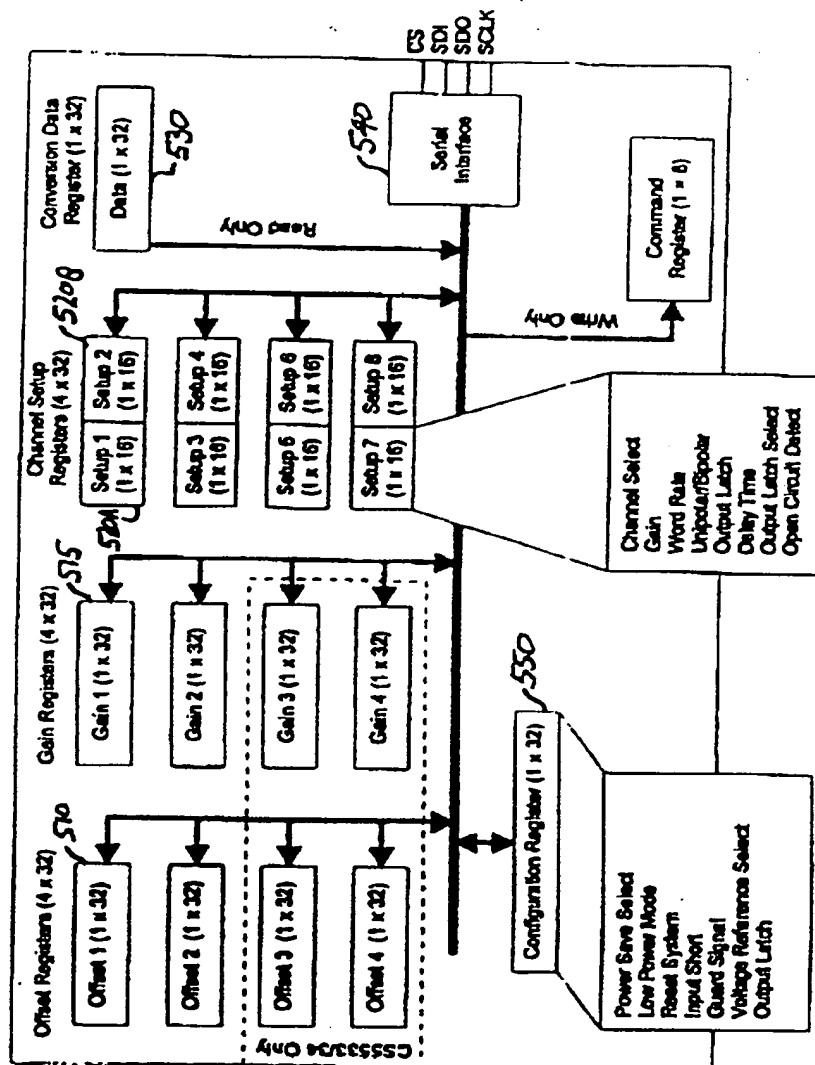 Offset Registers (4 x 32)
510
Offset 1 (1 x 32)
Offset 2 (1 x 32)
Offset 3 (1 x 32)
Offset 4 (1 x 32)
CS5533/34 Only
Gain Registers (4 x 32)
515
Gain 1 (1 x 32)
Gain 2 (1 x 32)
Gain 3 (1 x 32)
Gain 4 (1 x 32)
Channel Setup
Registers (4 x 32)
520A
520B
Setup 1
(1 x 16)
Setup 2
(1 x 16)
Setup 3
(1 x 16)
Setup 4
(1 x 16)
Setup 5
(1 x 16)
Setup 6
(1 x 16)
Setup 7
(1 x 16)
Setup 8
(1 x 16)
Conversion Data
Register (1 x 32)
Data (1 x 32)
530
Read Only
540
Serial
Interface
CS
SDI
SDO
SCLK
Write Only
Command
Register (1 x 8)
Configuration Register (1 x 32)
550
Power Save Select
Low Power Mode
Reset System
Input Short
Guard Signal
Voltage Reference Select
Output Latch
Channel Select
Gain
Word Rate
Unipolar/Bipolar
Output Latch
Delay Time
Output Latch Select
Open Circuit Detect